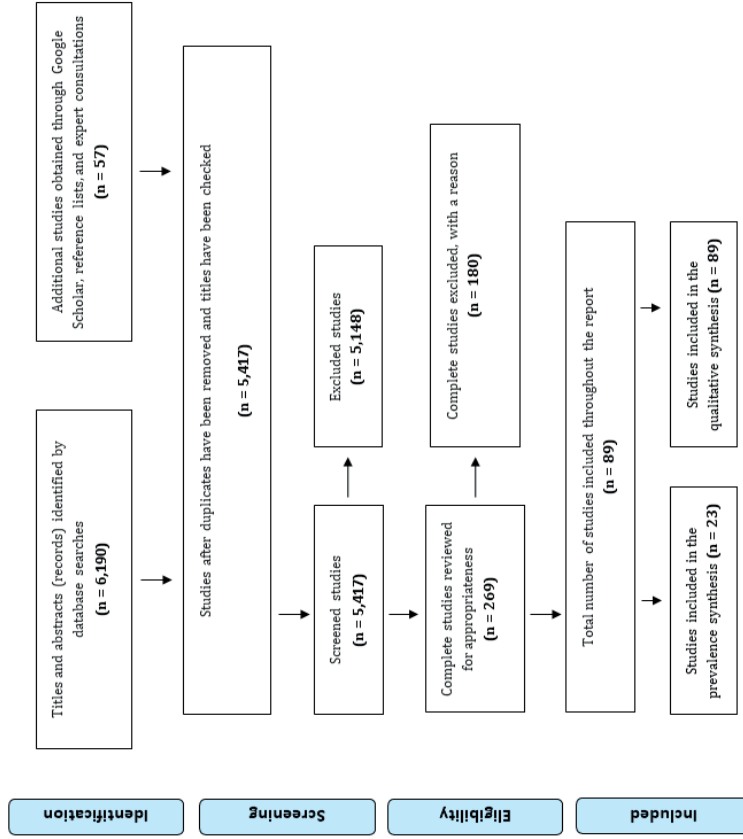 Identification
Titles and abstracts (records) identified by
database searches
(n = 6,190)
Additional studies obtained through Google
Scholar, reference lists, and expert consultations
(n = 57)
Screening
Studies after duplicates have been removed and titles have been checked
(n = 5,417)
Screened studies
(n = 5,417)
Excluded studies
(n = 5,148)
Eligibility
Complete studies reviewed
for appropriateness
(n = 269)
Complete studies excluded, with a reason
(n = 180)
Included
Total number of studies included throughout the report
(n = 89)
Studies included in the
prevalence synthesis (n = 23)
Studies included in the
qualitative synthesis (n = 89)